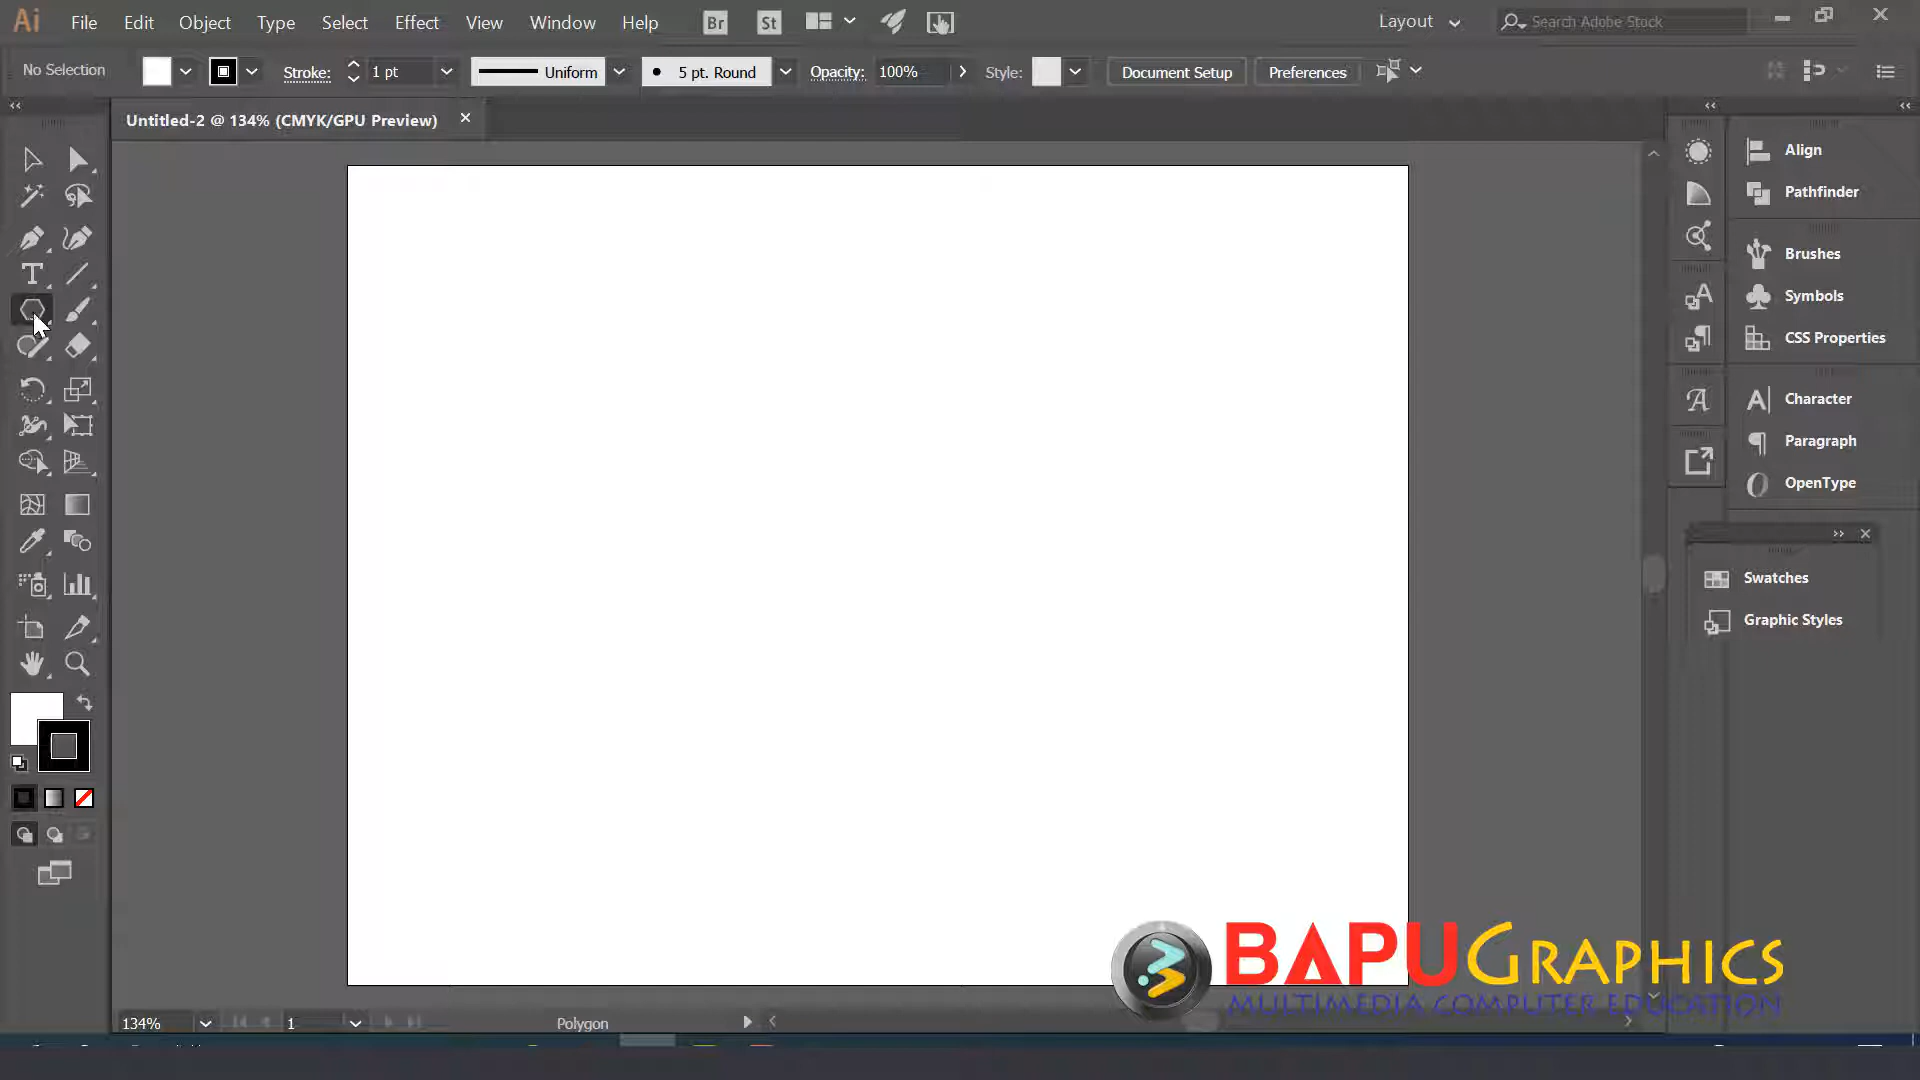 Ai File Edit Object Type Select Effect View Window Help Br St Layout Search Adobe Stock
No Selection Stroke: 1 pt Uniform 5 pt. Round Opacity: 100% Style: Document Setup Preferences
Untitled-2 @ 134% (CMYK/GPU Preview)
Align
Pathfinder
Brushes
Symbols
CSS Properties
Character
Paragraph
OpenType
Swatches
Graphic Styles
BAPUGRAPHICS
MULTIMEDIA COMPUTER EDUCATION
134% 1 Polygon